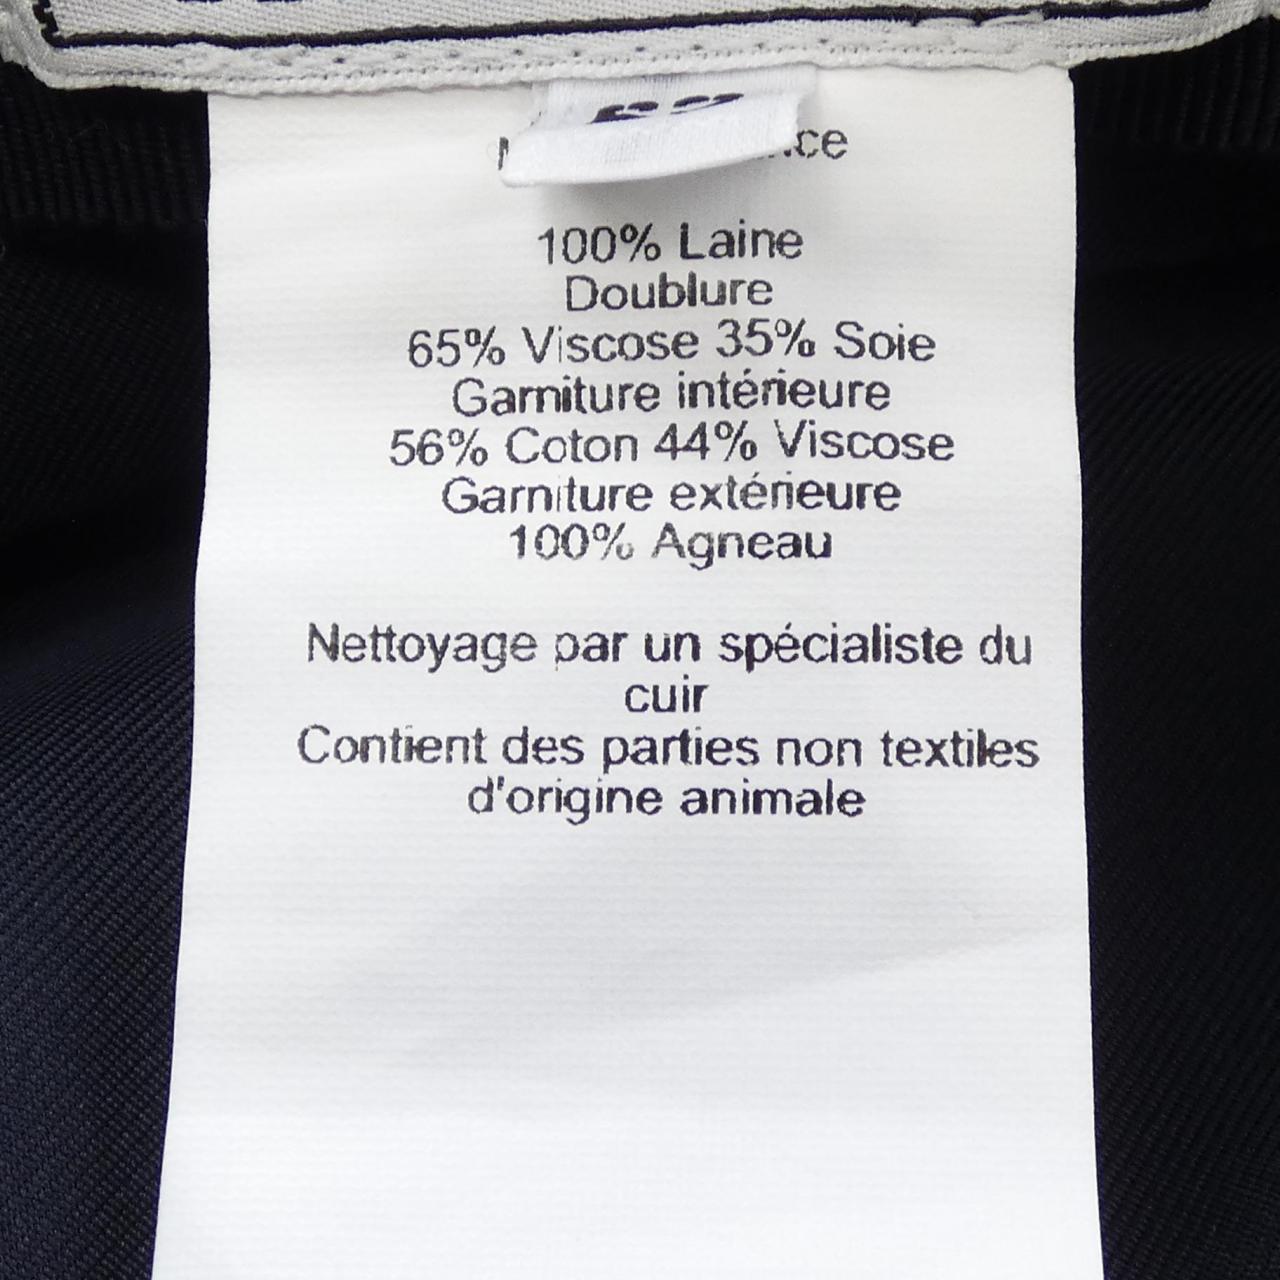 100% Laine
Doublure
65% Viscose 35% Soie
Garniture intérieure
56% Coton 44% Viscose
Garniture extérieure
100% Agneau
Nettoyage par un spécialiste du
cuir
Contient des parties non textiles
d'origine animale